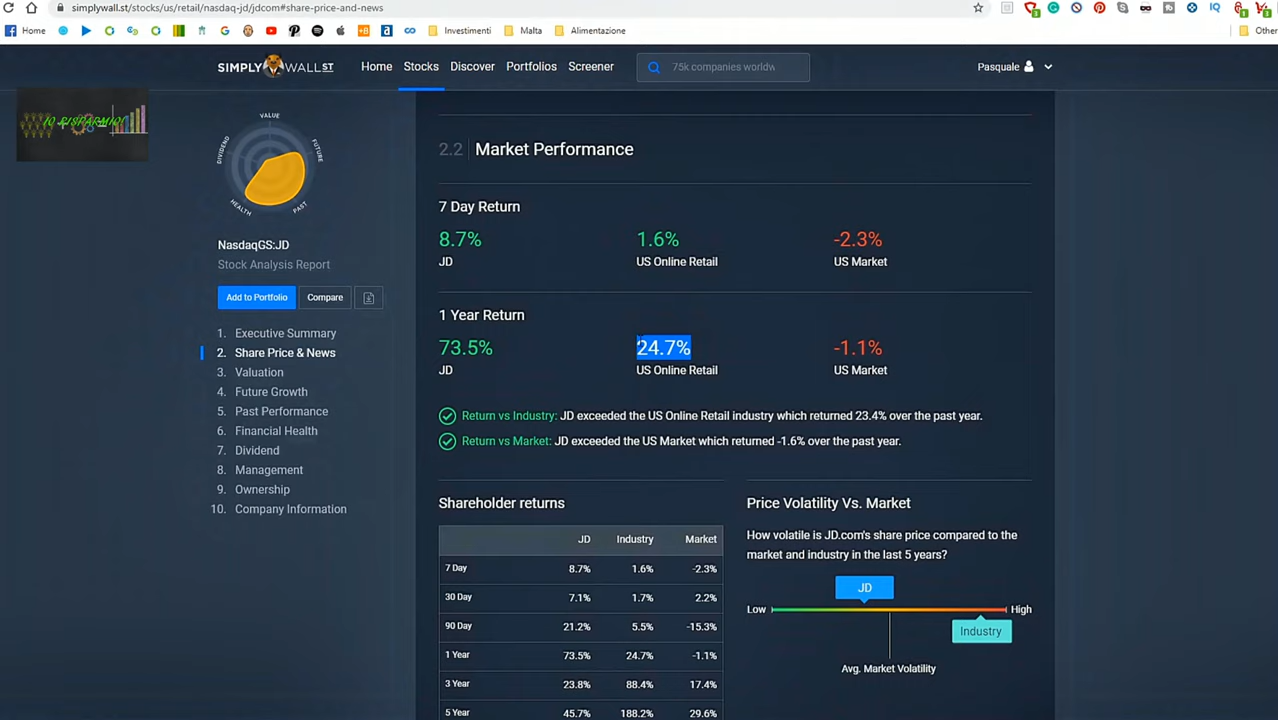 simplywall.st/stocks/us/retail/nasdaq-jd/jdcom#share-price-and-news
Home
Investimenti
Malta
Alimentazione
Other
SIMPLY WALL ST
Home
Stocks
Discover
Portfolios
Screener
75k companies worldw
Pasquale
IO RISPARMIO!
VALUE
FUTURE
PAST
HEALTH
DIVIDEND
NasdaqGS:JD
Stock Analysis Report
Add to Portfolio
Compare
1. Executive Summary
2. Share Price & News
3. Valuation
4. Future Growth
5. Past Performance
6. Financial Health
7. Dividend
8. Management
9. Ownership
10. Company Information
2.2 Market Performance
7 Day Return
8.7% 1.6% -2.3%
JD US Online Retail US Market
1 Year Return
73.5% 24.7% -1.1%
JD US Online Retail US Market
Return vs Industry: JD exceeded the US Online Retail industry which returned 23.4% over the past year.
Return vs Market: JD exceeded the US Market which returned -1.6% over the past year.
Shareholder returns
JD Industry Market
7 Day 8.7% 1.6% -2.3%
30 Day 7.1% 1.7% 2.2%
90 Day 21.2% 5.5% -15.3%
1 Year 73.5% 24.7% -1.1%
3 Year 23.8% 88.4% 17.4%
5 Year 45.7% 188.2% 29.6%
Price Volatility Vs. Market
How volatile is JD.com's share price compared to the
market and industry in the last 5 years?
JD
Low High
Industry
Avg. Market Volatility